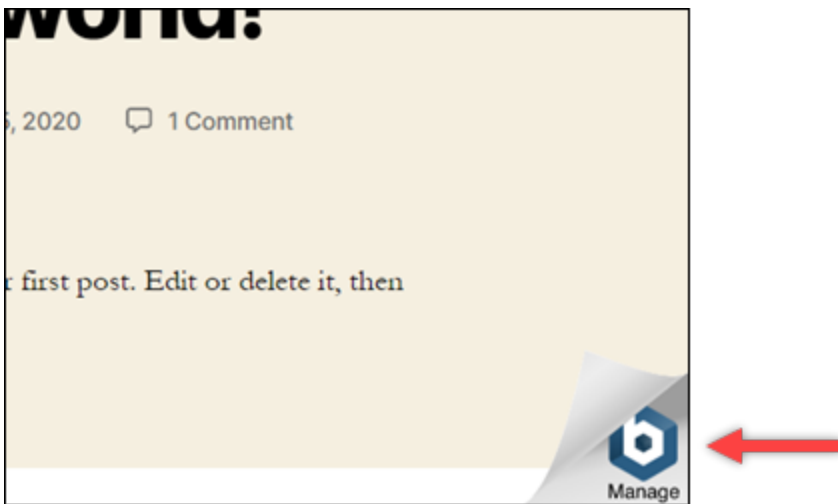 world!
, 2020 1 Comment
first post. Edit or delete it, then
Manage